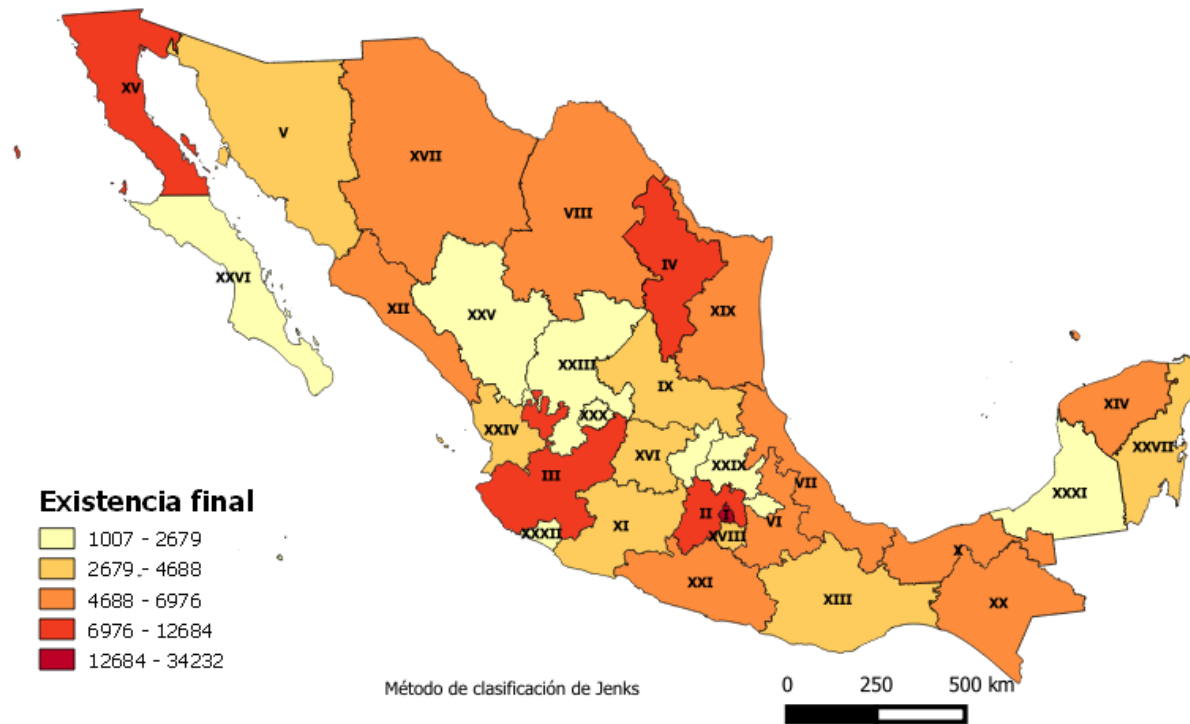 XV
V
XVII
VIII
IV
XXVI
XII
XXV
XIX
XXIII
IX
XXX
XXIV
XVI
XXIX
III
VII
II
I
VI
XVIII
XI
XXXII
XXI
XIII
X
XX
XIV
XXVII
XXXI
Existencia final
1007 - 2679
2679 - 4688
4688 - 6976
6976 - 12684
12684 - 34232
Método de clasificación de Jenks
0 250 500 km